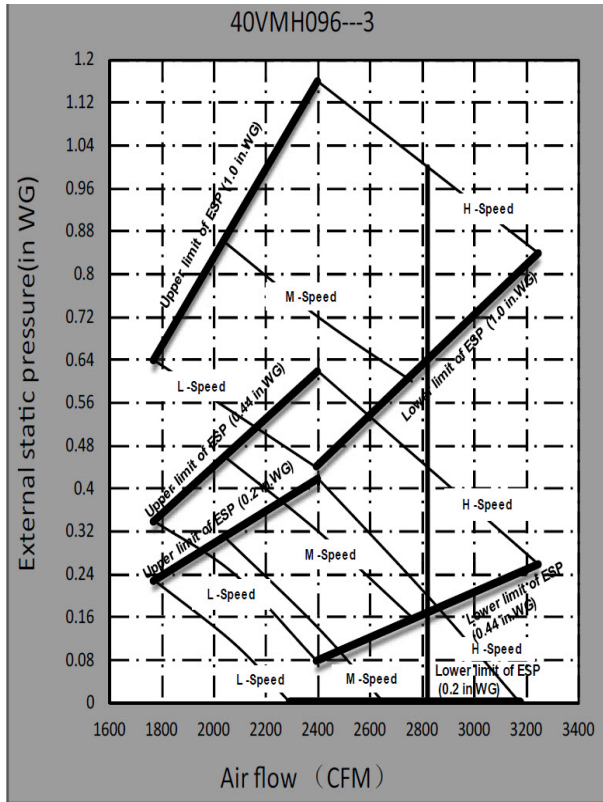 40VMH096---3
External static pressure(in WG)
1.2
1.12
1.04
0.96
0.88
0.8
0.72
0.64
0.56
0.48
0.4
0.32
0.24
0.16
0.08
0
Upper limit of ESP (1.0 in.WG)
H -Speed
M -Speed
Lower limit of ESP (1.0 in.WG)
L -Speed
Upper limit of ESP (0.44 in.WG)
Upper limit of ESP (0.2 in.WG)
H -Speed
M -Speed
L -Speed
Lower limit of ESP
(0.44 in.WG)
H -Speed
Lower limit of ESP
(0.2 in WG)
L -Speed
M -Speed
1600 1800 2000 2200 2400 2600 2800 3000 3200 3400
Air flow （CFM）